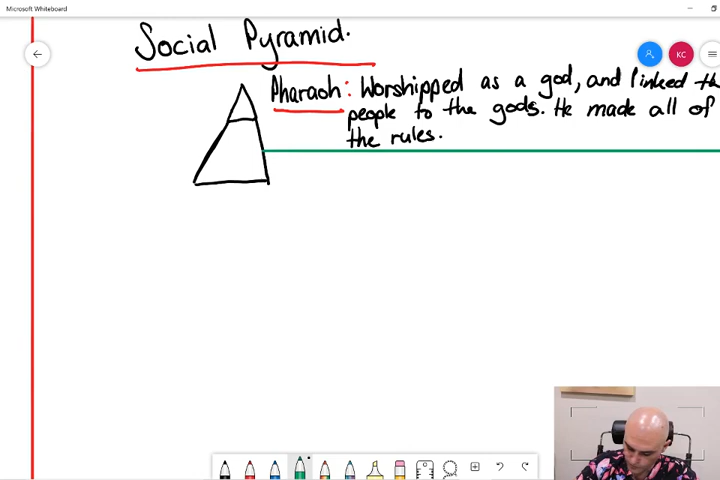 Microsoft Whiteboard
Social Pyramid.
KC
Pharaoh: Worshipped as a god, and linked th
people to the gods. He made all of
the rules.